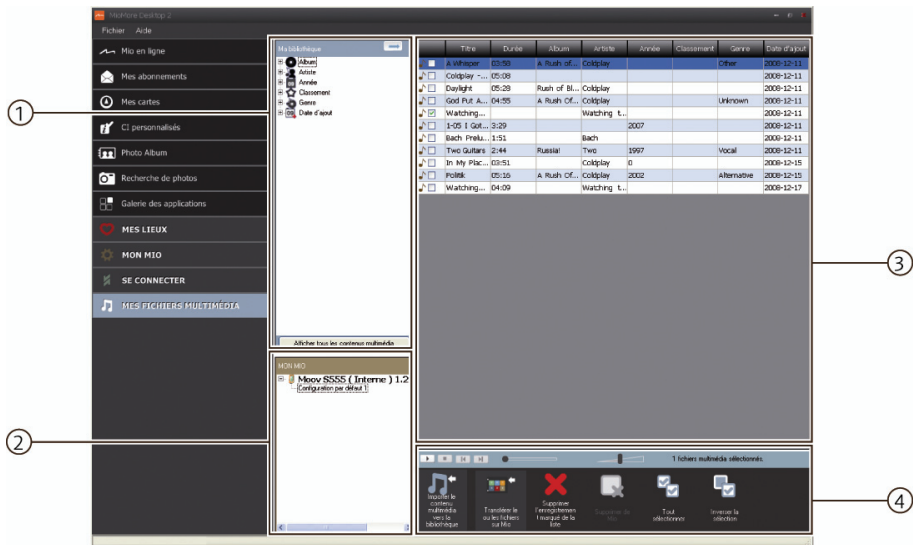 MioMore Desktop 2
Fichier Aide
Mio en ligne
Mes abonnements
Mes cartes
CI personnalisés
Photo Album
Recherche de photos
Galerie des applications
MES LIEUX
MON MIO
SE CONNECTER
MES FICHIERS MULTIMÉDIA
1
2
Ma bibliothèque
Album
Artiste
Année
Classement
Genre
Date d'ajout
Afficher tous les contenus multimédia
MON MIO
Moov S555 ( Interne ) 1.2
Configuration par défaut 1
Titre Durée Album Artiste Année Classement Genre Date d'ajout
A Whisper 03:58 A Rush of... Coldplay Other 2008-12-11
Coldplay -... 05:08 2008-12-11
Daylight 05:28 Rush of Bl... Coldplay 2008-12-11
God Put A... 04:55 A Rush Of... Coldplay Unknown 2008-12-11
Watching... Watching t... 2008-12-11
1-05 I Got... 3:29 2007 2008-12-11
Bach Prelu... 1:51 Bach 2008-12-11
Two Guitars 2:44 Russia! Two 1997 Vocal 2008-12-11
In My Plac... 03:51 Coldplay 0 2008-12-15
Politik 05:16 A Rush Of... Coldplay 2002 Alternative 2008-12-15
Watching... 04:09 Watching t... 2008-12-17
3
1 fichiers multimédia sélectionnés.
Importer le
contenu
multimédia
vers la
bibliothèque
Transférer le
ou les fichiers
sur Mio
Supprimer
l'enregistremen
t marqué de la
liste
Supprimer de
Mio
Tout
sélectionner
Inverser la
sélection
4